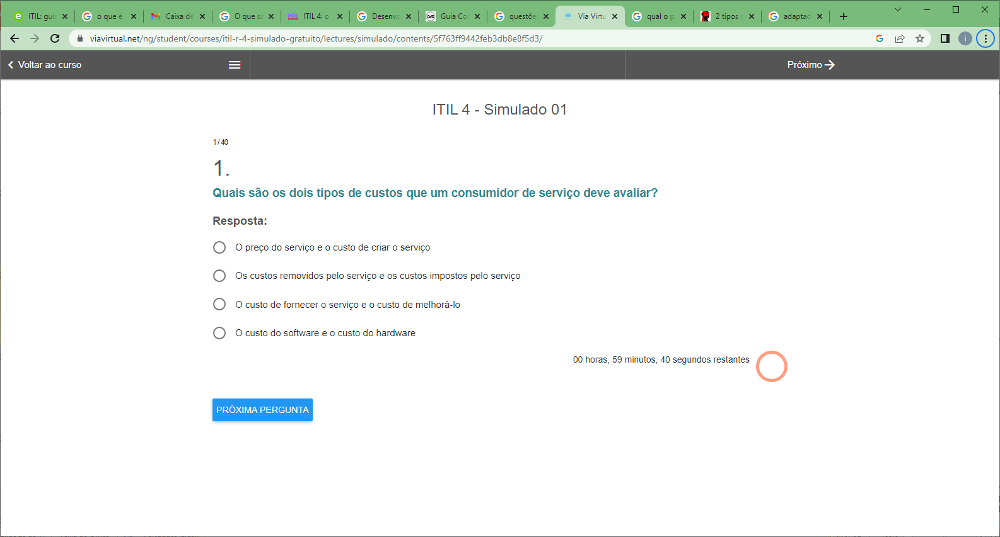 ITIL: guia
o que é
Caixa de
O que sã
ITIL 4: o
Desenvo
Guia Co
questõe
Via Virtu
qual o p
2 tipos
adaptad
viavirtual.net/ng/student/courses/itil-r-4-simulado-gratuito/lectures/simulado/contents/5f763ff9442feb3db8e8f5d3/
i
Voltar ao curso
Próximo
ITIL 4 - Simulado 01
1 / 40
1.
Quais são os dois tipos de custos que um consumidor de serviço deve avaliar?
Resposta:
O preço do serviço e o custo de criar o serviço
Os custos removidos pelo serviço e os custos impostos pelo serviço
O custo de fornecer o serviço e o custo de melhorá-lo
O custo do software e o custo do hardware
00 horas, 59 minutos, 40 segundos restantes
PRÓXIMA PERGUNTA